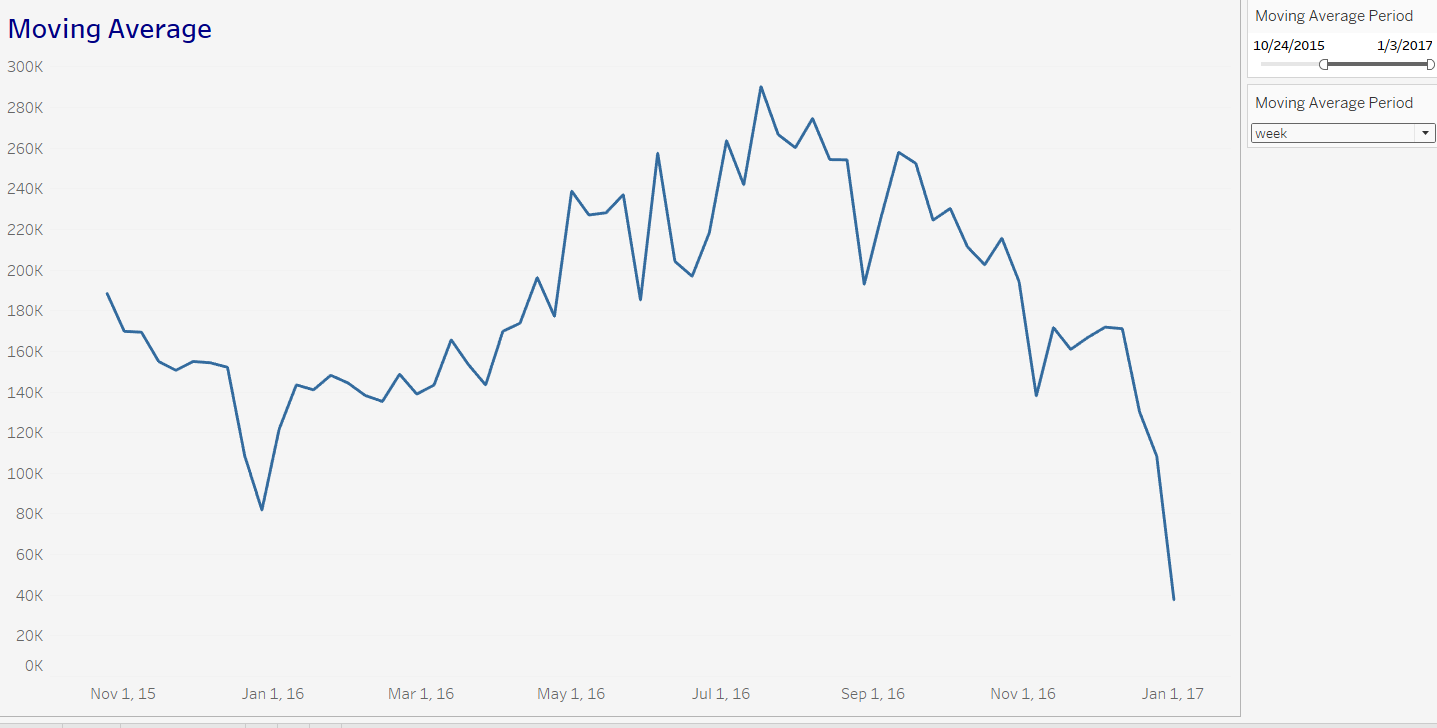 Moving Average
300K
280K
260K
240K
220K
200K
180K
160K
140K
120K
100K
80K
60K
40K
20K
0K
Nov 1, 15 Jan 1, 16 Mar 1, 16 May 1, 16 Jul 1, 16 Sep 1, 16 Nov 1, 16 Jan 1, 17
Moving Average Period
10/24/2015 1/3/2017
Moving Average Period
week